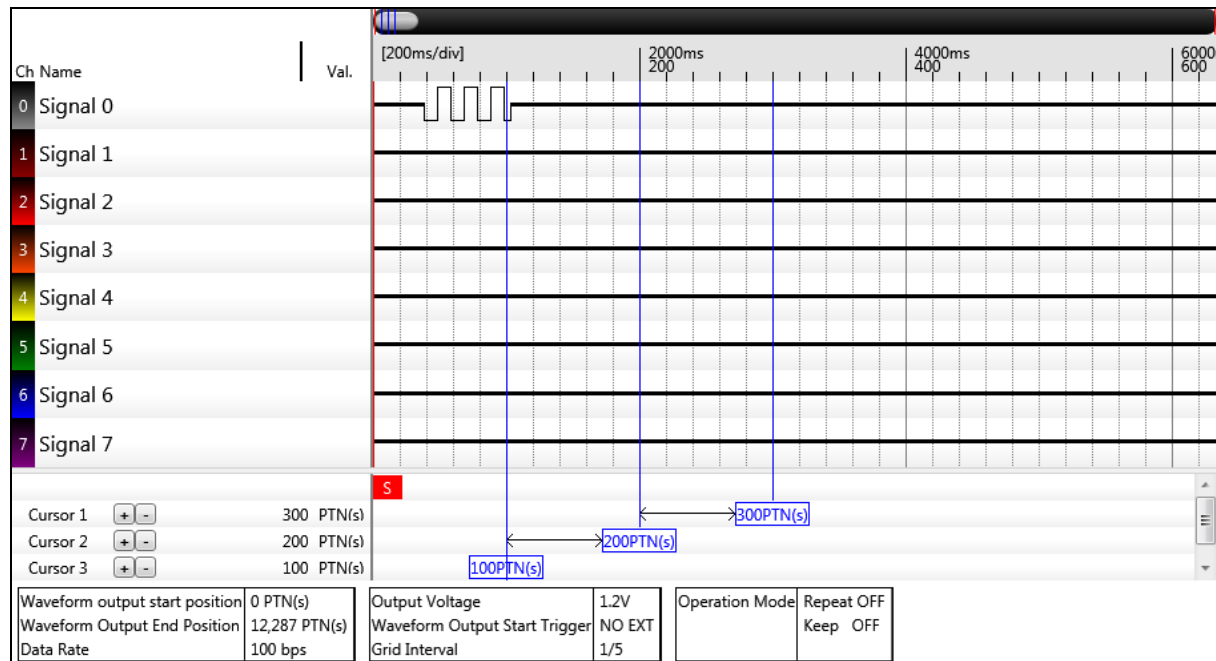 [200ms/div] 2000ms 4000ms 6000
Ch Name Val. 200 400 600
0 Signal 0
1 Signal 1
2 Signal 2
3 Signal 3
4 Signal 4
5 Signal 5
6 Signal 6
7 Signal 7
S
Cursor 1 + - 300 PTN(s) 300PTN(s)
Cursor 2 + - 200 PTN(s) 200PTN(s)
Cursor 3 + - 100 PTN(s) 100PTN(s)
Waveform output start position 0 PTN(s) Output Voltage 1.2V Operation Mode Repeat OFF
Waveform Output End Position 12,287 PTN(s) Waveform Output Start Trigger NO EXT Keep OFF
Data Rate 100 bps Grid Interval 1/5